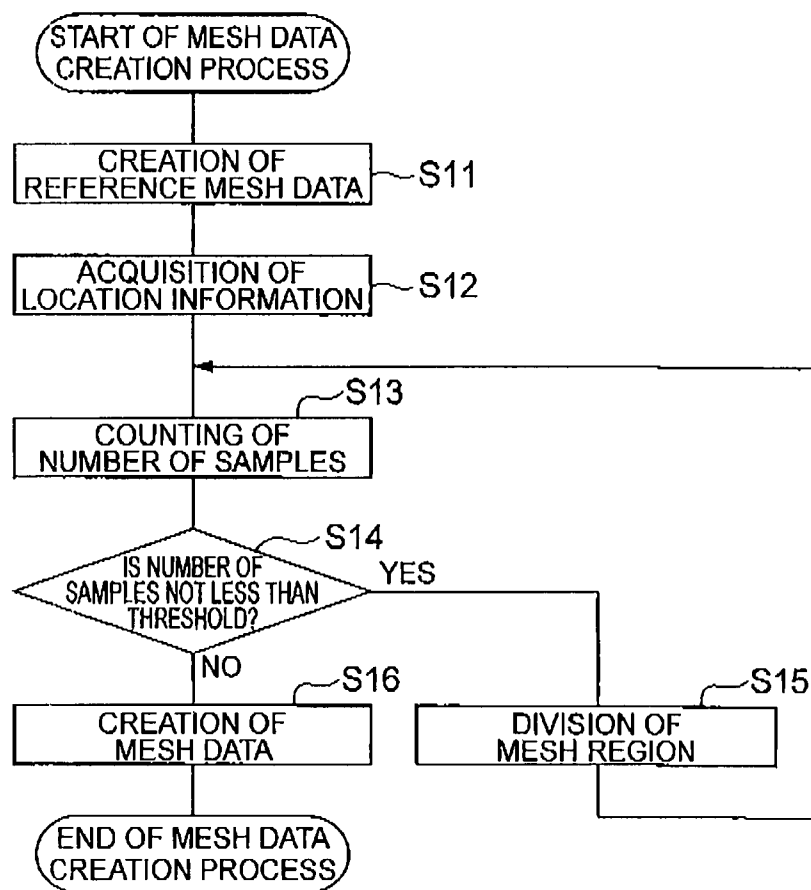 START OF MESH DATA
CREATION PROCESS
CREATION OF
REFERENCE MESH DATA
S11
ACQUISITION OF
LOCATION INFORMATION
S12
S13
COUNTING OF
NUMBER OF SAMPLES
S14
IS NUMBER OF
SAMPLES NOT LESS THAN
THRESHOLD?
YES
NO
S16
CREATION OF
MESH DATA
S15
DIVISION OF
MESH REGION
END OF MESH DATA
CREATION PROCESS